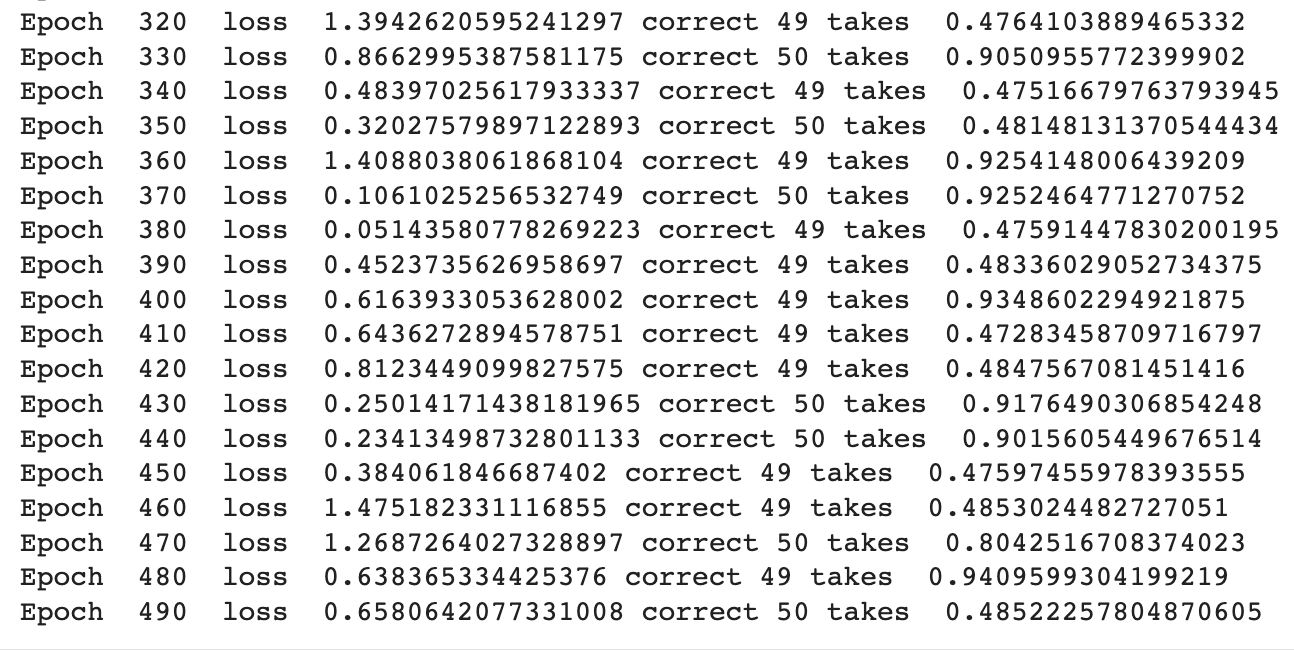 Epoch 320 loss 1.3942620595241297 correct 49 takes 0.4764103889465332
Epoch 330 loss 0.8662995387581175 correct 50 takes 0.9050955772399902
Epoch 340 loss 0.48397025617933337 correct 49 takes 0.47516679763793945
Epoch 350 loss 0.32027579897122893 correct 50 takes 0.48148131370544434
Epoch 360 loss 1.4088038061868104 correct 49 takes 0.9254148006439209
Epoch 370 loss 0.1061025256532749 correct 50 takes 0.9252464771270752
Epoch 380 loss 0.05143580778269223 correct 49 takes 0.47591447830200195
Epoch 390 loss 0.4523735626958697 correct 49 takes 0.48336029052734375
Epoch 400 loss 0.6163933053628002 correct 49 takes 0.9348602294921875
Epoch 410 loss 0.6436272894578751 correct 49 takes 0.47283458709716797
Epoch 420 loss 0.8123449099827575 correct 49 takes 0.4847567081451416
Epoch 430 loss 0.25014171438181965 correct 50 takes 0.9176490306854248
Epoch 440 loss 0.23413498732801133 correct 50 takes 0.9015605449676514
Epoch 450 loss 0.384061846687402 correct 49 takes 0.47597455978393555
Epoch 460 loss 1.475182331116855 correct 49 takes 0.4853024482727051
Epoch 470 loss 1.2687264027328897 correct 50 takes 0.8042516708374023
Epoch 480 loss 0.638365334425376 correct 49 takes 0.9409599304199219
Epoch 490 loss 0.6580642077331008 correct 50 takes 0.48522257804870605